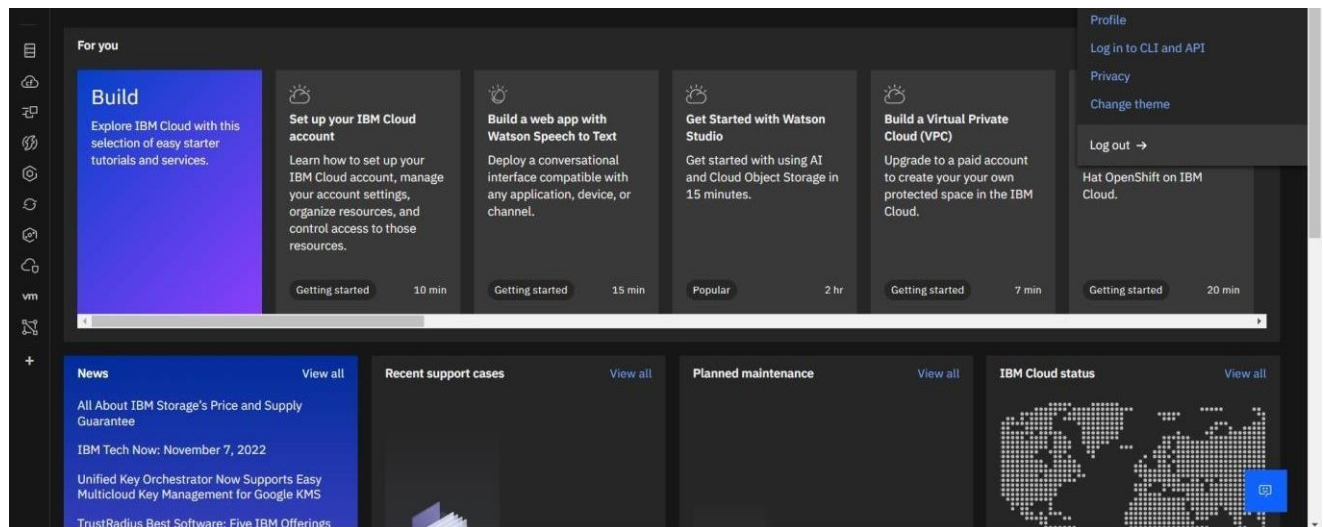 Profile
Log in to CLI and API
Privacy
Change theme
Log out →
For you
Build
Explore IBM Cloud with this
selection of easy starter
tutorials and services.
Set up your IBM Cloud
account
Learn how to set up your
IBM Cloud account, manage
your account settings,
organize resources, and
control access to those
resources.
Getting started
10 min
Build a web app with
Watson Speech to Text
Deploy a conversational
interface compatible with
any application, device, or
channel.
Getting started
15 min
Get Started with Watson
Studio
Get started with using AI
and Cloud Object Storage in
15 minutes.
Popular
2 hr
Build a Virtual Private
Cloud (VPC)
Upgrade to a paid account
to create your your own
protected space in the IBM
Cloud.
Getting started
7 min
Hat OpenShift on IBM
Cloud.
Getting started
20 min
vm
News
View all
All About IBM Storage's Price and Supply
Guarantee
IBM Tech Now: November 7, 2022
Unified Key Orchestrator Now Supports Easy
Multicloud Key Management for Google KMS
TrustRadius Best Software: Five IBM Offerings
Recent support cases
View all
Planned maintenance
View all
IBM Cloud status
View all